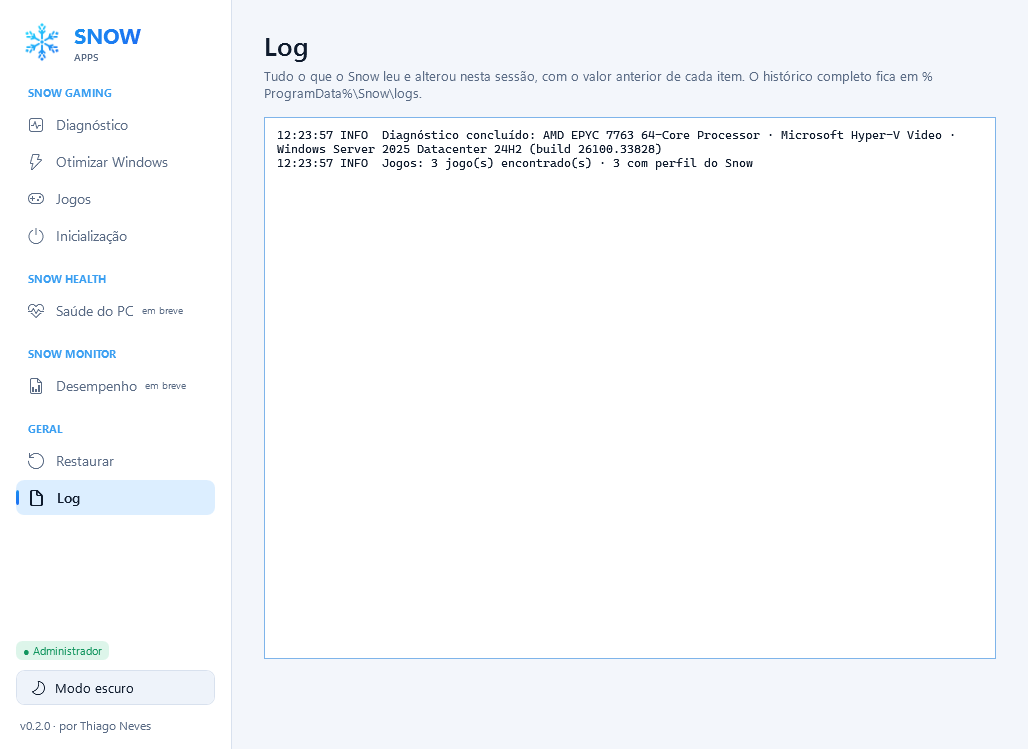 SNOW
APPS
SNOW GAMING
Diagnóstico
Otimizar Windows
Jogos
Inicialização
SNOW HEALTH
Saúde do PC em breve
SNOW MONITOR
Desempenho em breve
GERAL
Restaurar
Log
Administrador
Modo escuro
v0.2.0 · por Thiago Neves
Log
Tudo o que o Snow leu e alterou nesta sessão, com o valor anterior de cada item. O histórico completo fica em %
ProgramData%\Snow\logs.
12:23:57 INFO  Diagnóstico concluído: AMD EPYC 7763 64-Core Processor · Microsoft Hyper-V Video ·
Windows Server 2025 Datacenter 24H2 (build 26100.33828)
12:23:57 INFO  Jogos: 3 jogo(s) encontrado(s) · 3 com perfil do Snow